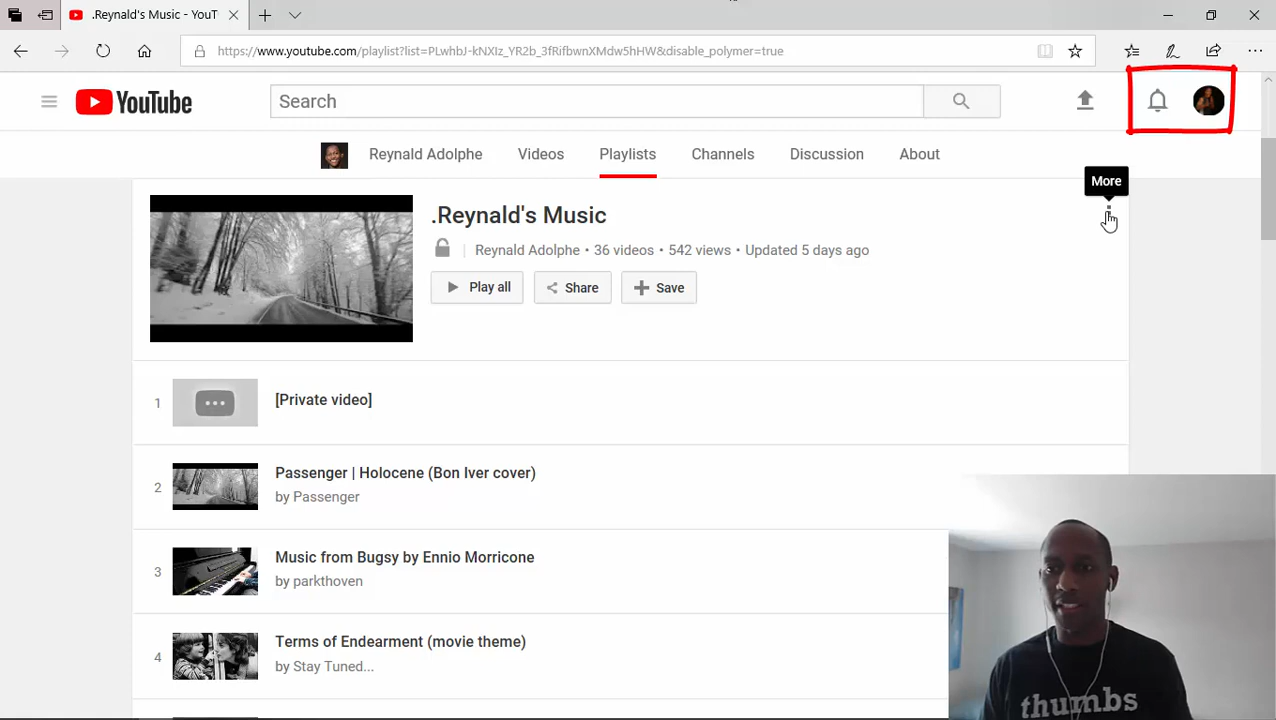 .Reynald's Music - YouT
https://www.youtube.com/playlist?list=PLwhbJ-kNXIz_YR2b_3fRifbwnXMdw5hHW&disable_polymer=true
YouTube
Search
Reynald Adolphe Videos Playlists Channels Discussion About
More
.Reynald's Music
Reynald Adolphe • 36 videos • 542 views • Updated 5 days ago
Play all Share Save
1 [Private video]
2 Passenger | Holocene (Bon Iver cover)
by Passenger
3 Music from Bugsy by Ennio Morricone
by parkthoven
4 Terms of Endearment (movie theme)
by Stay Tuned...
thumbs